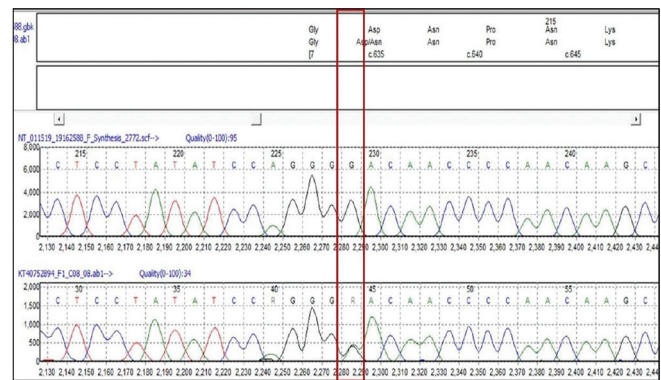 88.gbk
8.ab1
215
Gly Asp Asn Pro Asn Lys
Gly Asp/Asn Asn Pro Asn Lys
[7 c.635 c.640 c.645
NT_011519_19162588_F_Synthesis_2772.scf--> Quality(0-100):95
8,000
215 220 225 230 235 240
C T C C T A T A T C C A G G G G A C A A C C C C A A C A A G C
6,000
4,000
2,000
0
2,130 2,140 2,150 2,160 2,170 2,180 2,190 2,200 2,210 2,220 2,230 2,240 2,250 2,260 2,270 2,280 2,290 2,300 2,310 2,320 2,330 2,340 2,350 2,360 2,370 2,380 2,390 2,400 2,410 2,420 2,430 2,44
KT40752894_F1_C08_08.ab1--> Quality(0-100):34
2,000
30 35 40 45 50 55
C T C C T A T A T C C R G G G R A C A A C C C C A A C A A G C
1,500
1,000
500
0
2,130 2,140 2,150 2,160 2,170 2,180 2,190 2,200 2,210 2,220 2,230 2,240 2,250 2,260 2,270 2,280 2,290 2,300 2,310 2,320 2,330 2,340 2,350 2,360 2,370 2,380 2,390 2,400 2,410 2,420 2,430 2,44